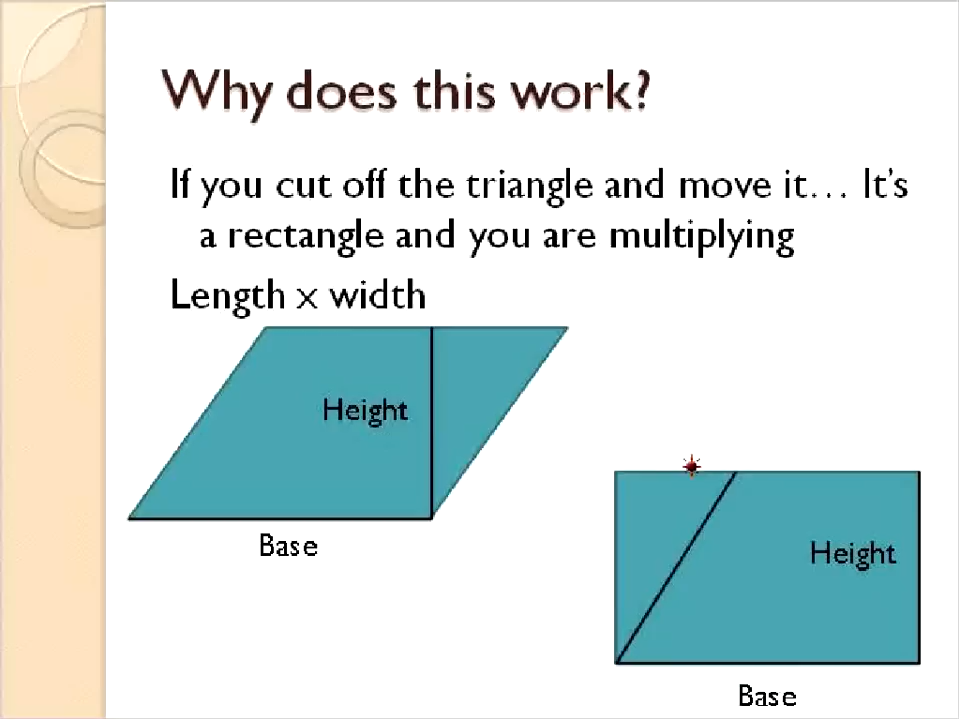 Why does this work?
If you cut off the triangle and move it… It's
a rectangle and you are multiplying
Length x width
Height
Base
Height
Base